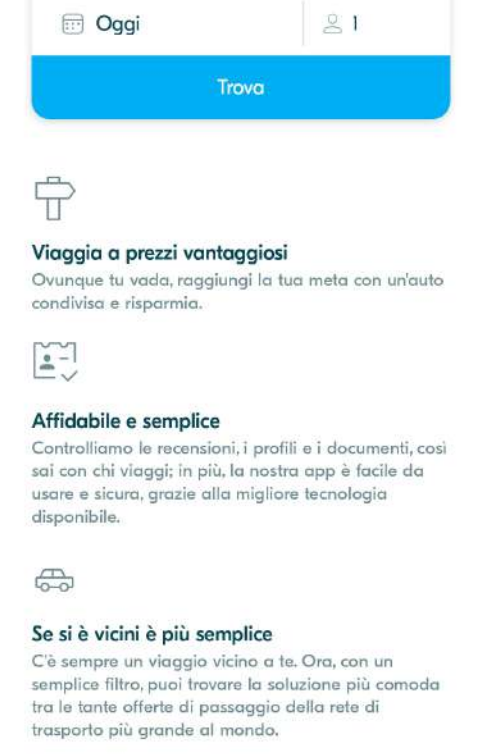 Oggi 1
Trova
Viaggia a prezzi vantaggiosi
Ovunque tu vada, raggiungi la tua meta con un'auto
condivisa e risparmia.
Affidabile e semplice
Controlliamo le recensioni, i profili e i documenti, così
sai con chi viaggi; in più, la nostra app è facile da
usare e sicura, grazie alla migliore tecnologia
disponibile.
Se si è vicini è più semplice
C'è sempre un viaggio vicino a te. Ora, con un
semplice filtro, puoi trovare la soluzione più comoda
tra le tante offerte di passaggio della rete di
trasporto più grande al mondo.